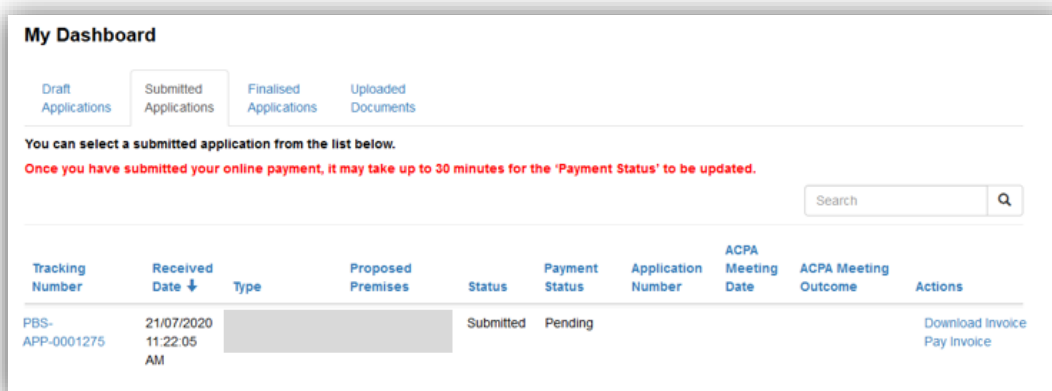 My Dashboard
Draft Applications
Submitted Applications
Finalised Applications
Uploaded Documents
You can select a submitted application from the list below.
Once you have submitted your online payment, it may take up to 30 minutes for the 'Payment Status' to be updated.
Search
Tracking Number
Received Date ↓
Type
Proposed Premises
Status
Payment Status
Application Number
ACPA Meeting Date
ACPA Meeting Outcome
Actions
PBS-APP-0001275
21/07/2020 11:22:05 AM
Submitted
Pending
Download Invoice
Pay Invoice